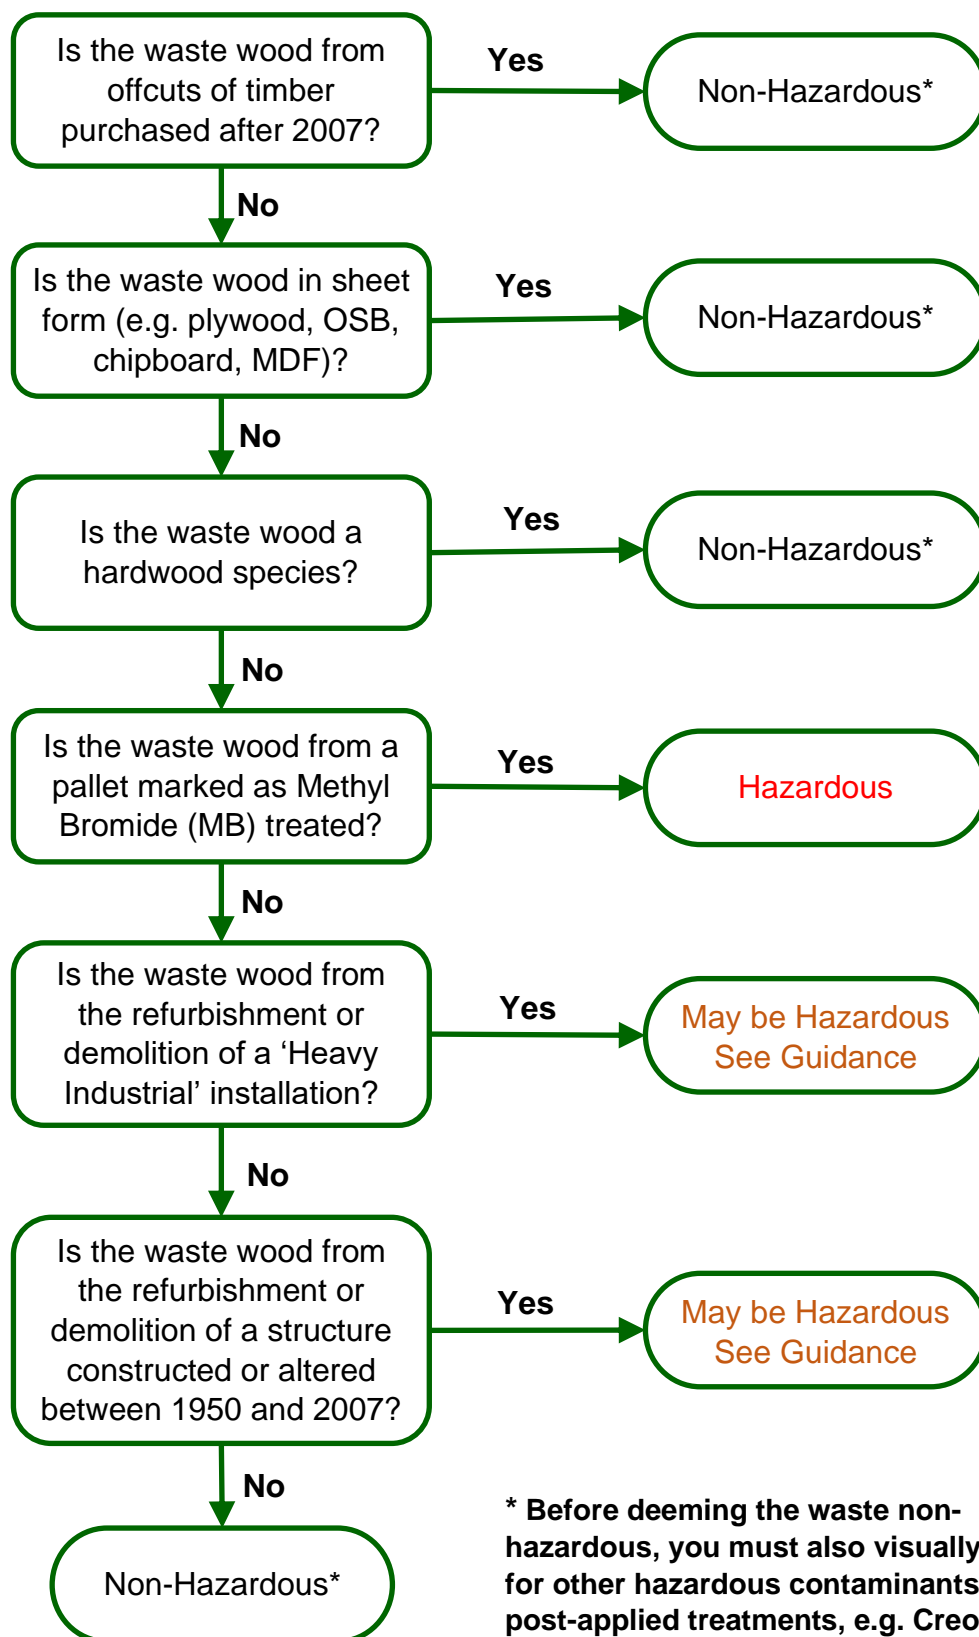 Is the waste wood from
offcuts of timber
purchased after 2007?
Yes
Non-Hazardous*
No
Is the waste wood in sheet
form (e.g. plywood, OSB,
chipboard, MDF)?
Yes
Non-Hazardous*
No
Is the waste wood a
hardwood species?
Yes
Non-Hazardous*
No
Is the waste wood from a
pallet marked as Methyl
Bromide (MB) treated?
Yes
Hazardous
No
Is the waste wood from
the refurbishment or
demolition of a ‘Heavy
Industrial’ installation?
Yes
May be Hazardous
See Guidance
No
Is the waste wood from
the refurbishment or
demolition of a structure
constructed or altered
between 1950 and 2007?
Yes
May be Hazardous
See Guidance
No
Non-Hazardous*
* Before deeming the waste non-
hazardous, you must also visually
for other hazardous contaminants
post-applied treatments, e.g. Creo